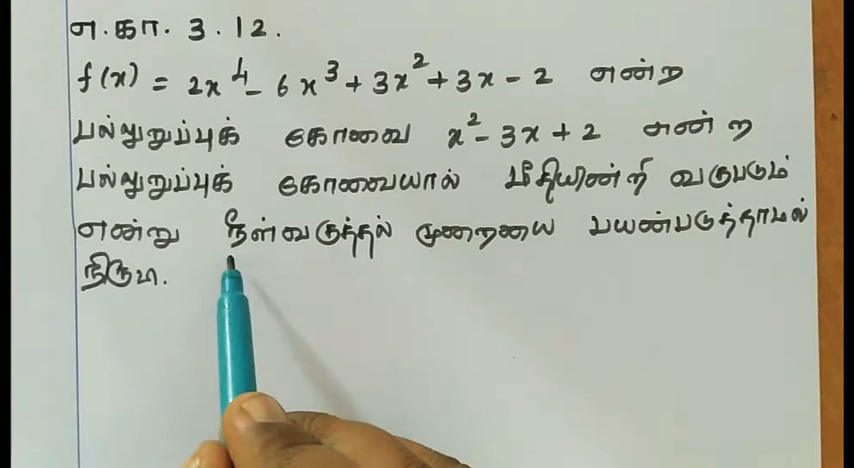 எ.கா. 3.12.
f(x) = 2x⁴ - 6x³ + 3x² + 3x - 2 என்ற
பல்லுறுப்புக் கோவை x² - 3x + 2 என்ற
பல்லுறுப்புக் கோவையால் மீதியின்றி வகுபடும்
என்று நீள்வகுத்தல் முறையை பயன்படுத்தாமல்
நிருபி.